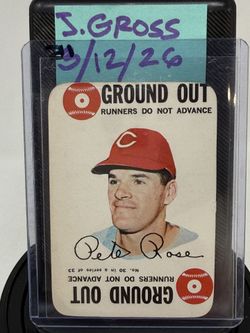 J. GROSS
3/12/26
GROUND OUT
RUNNERS DO NOT ADVANCE
C
Pete Rose
No. 30 in a series of 33
RUNNERS DO NOT ADVANCE
GROUND OUT